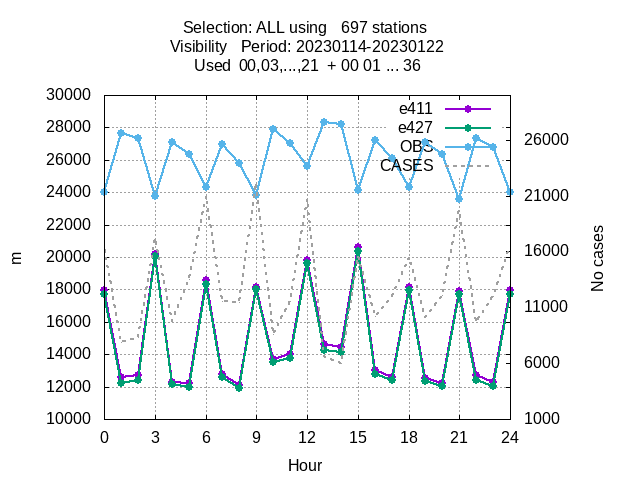 Selection: ALL using 697 stations
Visibility Period: 20230114-20230122
Used 00,03,...,21 + 00 01 ... 36
30000
28000
26000
24000
22000
20000
18000
16000
14000
12000
10000
m
e411
e427
OBS
CASES
26000
21000
16000
11000
6000
1000
No cases
0 3 6 9 12 15 18 21 24
Hour